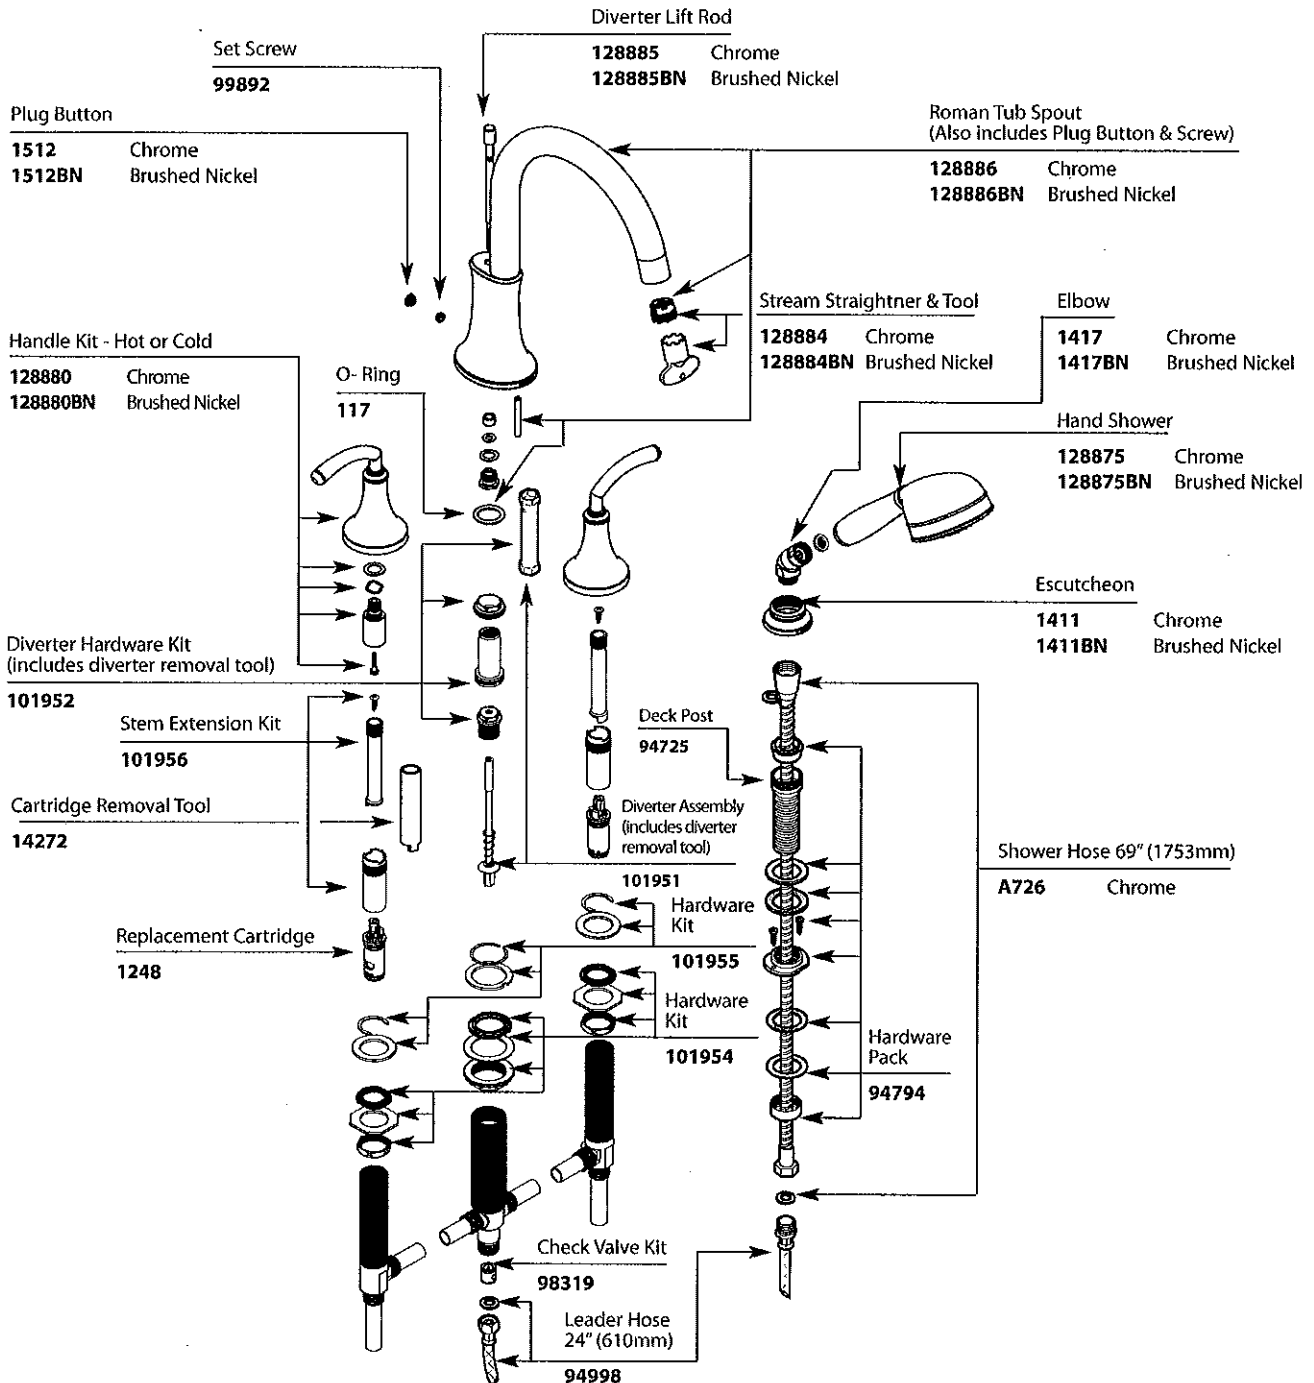 Diverter Lift Rod
128885 Chrome
128885BN Brushed Nickel
Set Screw
99892
Plug Button
1512 Chrome
1512BN Brushed Nickel
Roman Tub Spout
(Also includes Plug Button & Screw)
128886 Chrome
128886BN Brushed Nickel
Stream Straightner & Tool
128884 Chrome
128884BN Brushed Nickel
Elbow
1417 Chrome
1417BN Brushed Nickel
Handle Kit - Hot or Cold
128880 Chrome
128880BN Brushed Nickel
O- Ring
117
Hand Shower
128875 Chrome
128875BN Brushed Nickel
Escutcheon
1411 Chrome
1411BN Brushed Nickel
Diverter Hardware Kit
(includes diverter removal tool)
101952
Stem Extension Kit
101956
Deck Post
94725
Cartridge Removal Tool
14272
Diverter Assembly
(includes diverter
removal tool)
101951
Shower Hose 69" (1753mm)
A726 Chrome
Replacement Cartridge
1248
Hardware
Kit
101955
Hardware
Kit
101954
Hardware
Pack
94794
Check Valve Kit
98319
Leader Hose
24" (610mm)
94998